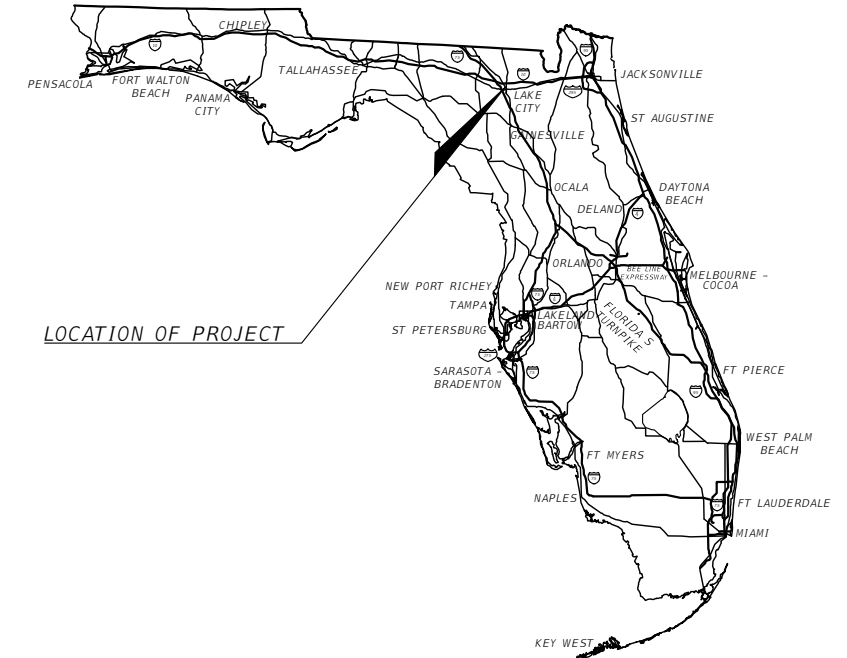 CHIPLEY
TALLAHASSEE
PENSACOLA
FORT WALTON
BEACH
PANAMA
CITY
LAKE
CITY
JACKSONVILLE
ST AUGUSTINE
GAINESVILLE
OCALA
DAYTONA
BEACH
DELAND
ORLANDO
BEE LINE
EXPRESSWAY
MELBOURNE –
COCOA
NEW PORT RICHEY
TAMPA
LAKELAND
BARTOW
FLORIDA S
TURNPIKE
ST PETERSBURG
LOCATION OF PROJECT
SARASOTA –
BRADENTON
FT PIERCE
WEST PALM
BEACH
FT MYERS
NAPLES
FT LAUDERDALE
MIAMI
KEY WEST